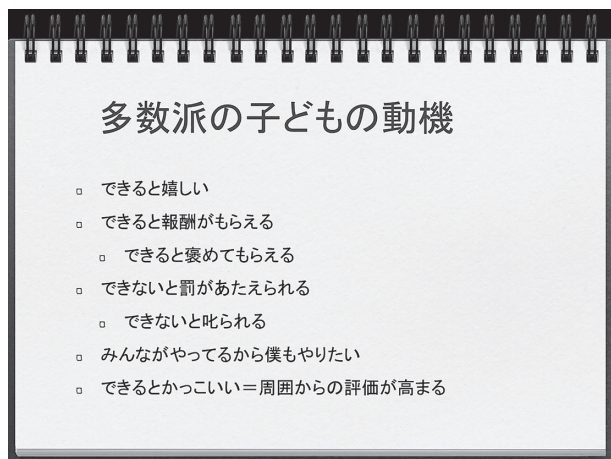 多数派の子どもの動機
できると嬉しい
できると報酬がもらえる
できると褒めてもらえる
できないと罰があたえられる
できないと叱られる
みんながやってるから僕もやりたい
できるとかっこいい＝周囲からの評価が高まる